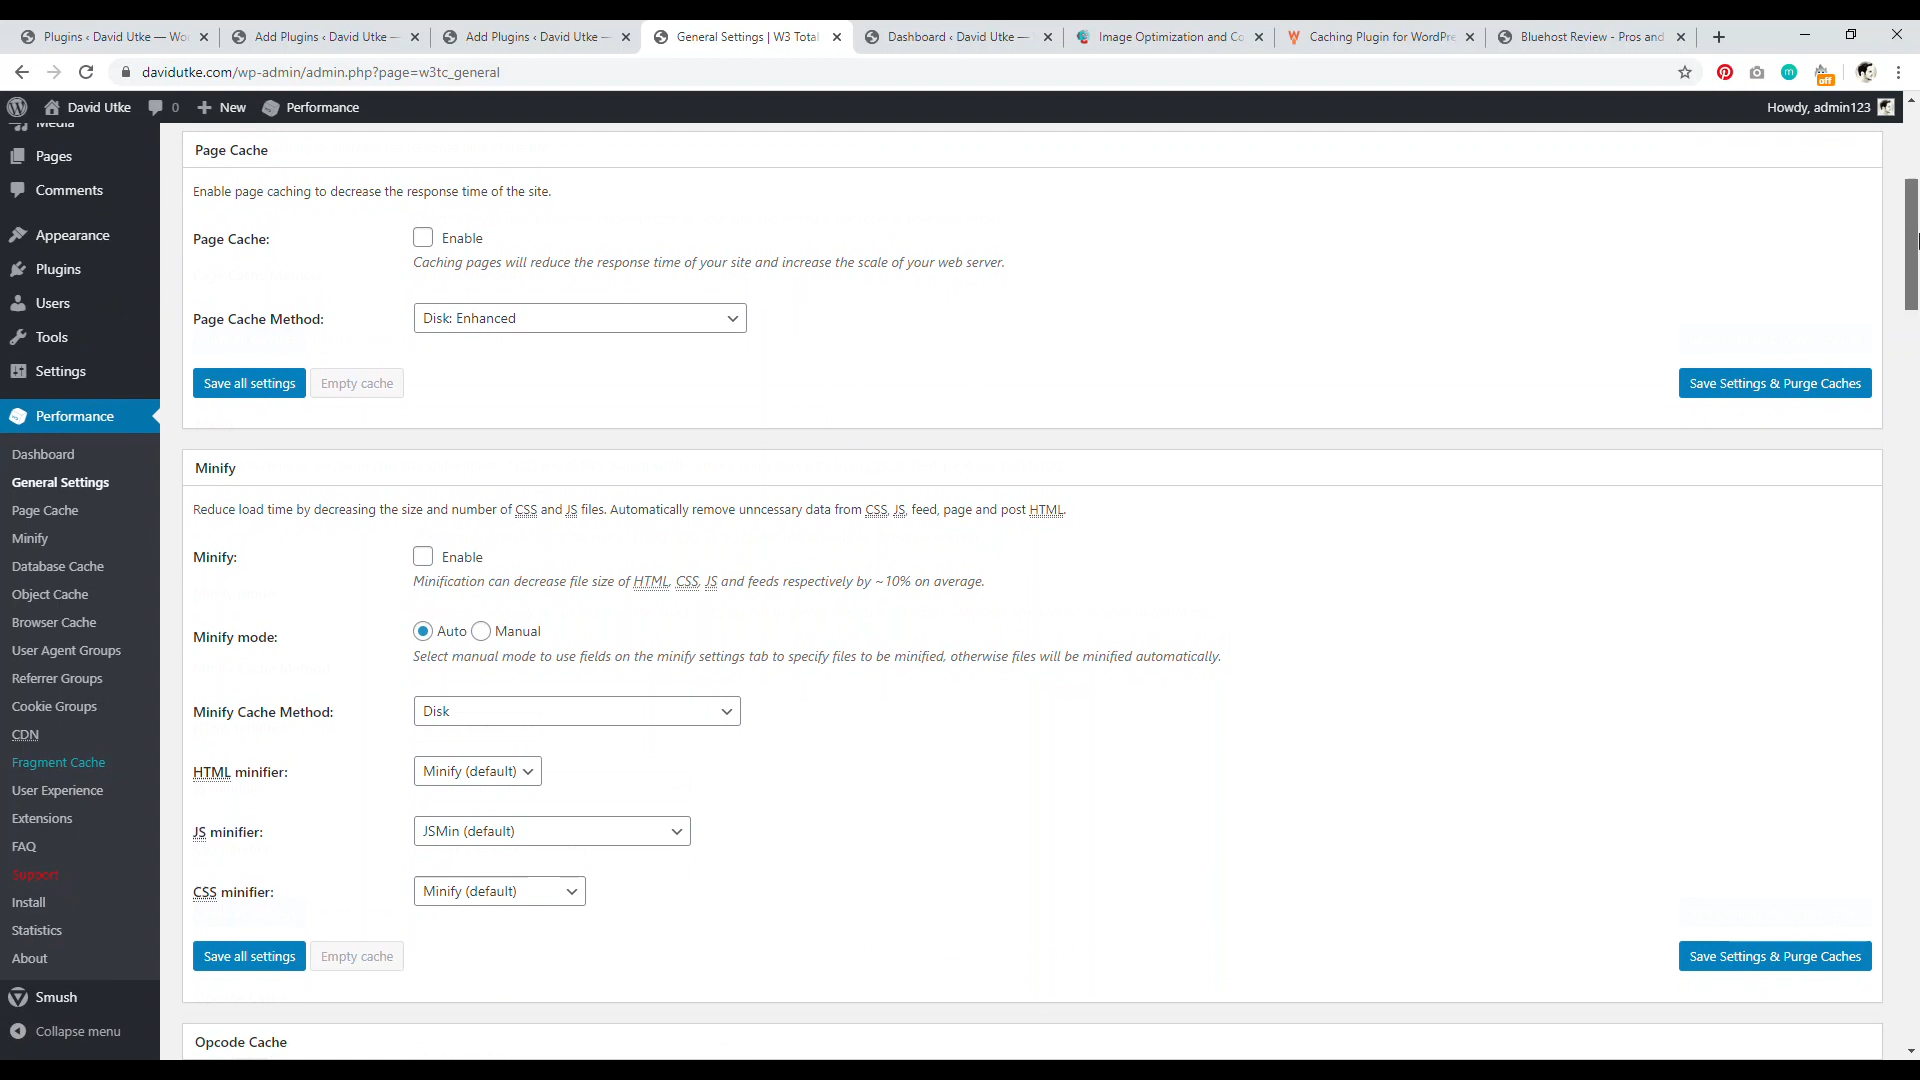 Plugins ‹ David Utke — Wo
Add Plugins ‹ David Utke —
Add Plugins ‹ David Utke —
General Settings | W3 Total
Dashboard ‹ David Utke —
Image Optimization and Co
Caching Plugin for WordPre
Bluehost Review - Pros and
davidutke.com/wp-admin/admin.php?page=w3tc_general
off
David Utke
0
New
Performance
Howdy, admin123
Media
Pages
Comments
Appearance
Plugins
Users
Tools
Settings
Performance
Dashboard
General Settings
Page Cache
Minify
Database Cache
Object Cache
Browser Cache
User Agent Groups
Referrer Groups
Cookie Groups
CDN
Fragment Cache
User Experience
Extensions
FAQ
Support
Install
Statistics
About
Smush
Collapse menu
Page Cache
Enable page caching to decrease the response time of the site.
Page Cache:
Enable
Caching pages will reduce the response time of your site and increase the scale of your web server.
Page Cache Method:
Disk: Enhanced
Save all settings
Empty cache
Save Settings & Purge Caches
Minify
Reduce load time by decreasing the size and number of CSS and JS files. Automatically remove unncessary data from CSS, JS, feed, page and post HTML.
Minify:
Enable
Minification can decrease file size of HTML, CSS, JS and feeds respectively by ~10% on average.
Minify mode:
Auto
Manual
Select manual mode to use fields on the minify settings tab to specify files to be minified, otherwise files will be minified automatically.
Minify Cache Method:
Disk
HTML minifier:
Minify (default)
JS minifier:
JSMin (default)
CSS minifier:
Minify (default)
Save all settings
Empty cache
Save Settings & Purge Caches
Opcode Cache